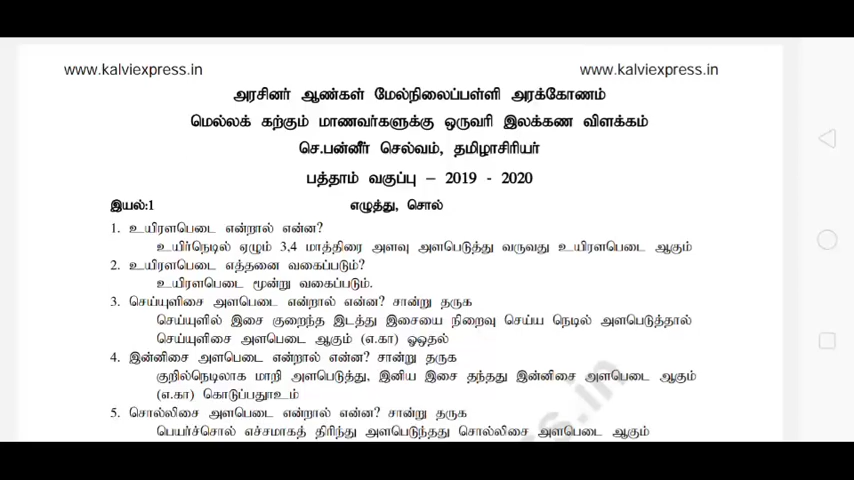 www.kalviexpress.in www.kalviexpress.in
அரசினர் ஆண்கள் மேல்நிலைப்பள்ளி அரக்கோணம்
மெல்லக் கற்கும் மாணவர்களுக்கு ஒருவரி இலக்கண விளக்கம்
செ.பன்னீர் செல்வம், தமிழாசிரியர்
பத்தாம் வகுப்பு – 2019 - 2020
இயல்:1 எழுத்து, சொல்
1. உயிரளபெடை என்றால் என்ன?
உயிர்நெடில் ஏழும் 3,4 மாத்திரை அளவு அளபெடுத்து வருவது உயிரளபெடை ஆகும்
2. உயிரளபெடை எத்தனை வகைப்படும்?
உயிரளபெடை மூன்று வகைப்படும்.
3. செய்யுளிசை அளபெடை என்றால் என்ன? சான்று தருக
செய்யுளில் இசை குறைந்த இடத்து இசையை நிறைவு செய்ய நெடில் அளபெடுத்தால்
செய்யுளிசை அளபெடை ஆகும் (எ.கா) ஓஒதல்
4. இன்னிசை அளபெடை என்றால் என்ன? சான்று தருக
குறில்நெடிலாக மாறி அளபெடுத்து, இனிய இசை தந்தது இன்னிசை அளபெடை ஆகும்
(எ.கா) கொடுப்பதூஉம்
5. சொல்லிசை அளபெடை என்றால் என்ன? சான்று தருக
பெயர்ச்சொல் எச்சமாகத் திரிந்து அளபெடுந்தது சொல்லிசை அளபெடை ஆகும்